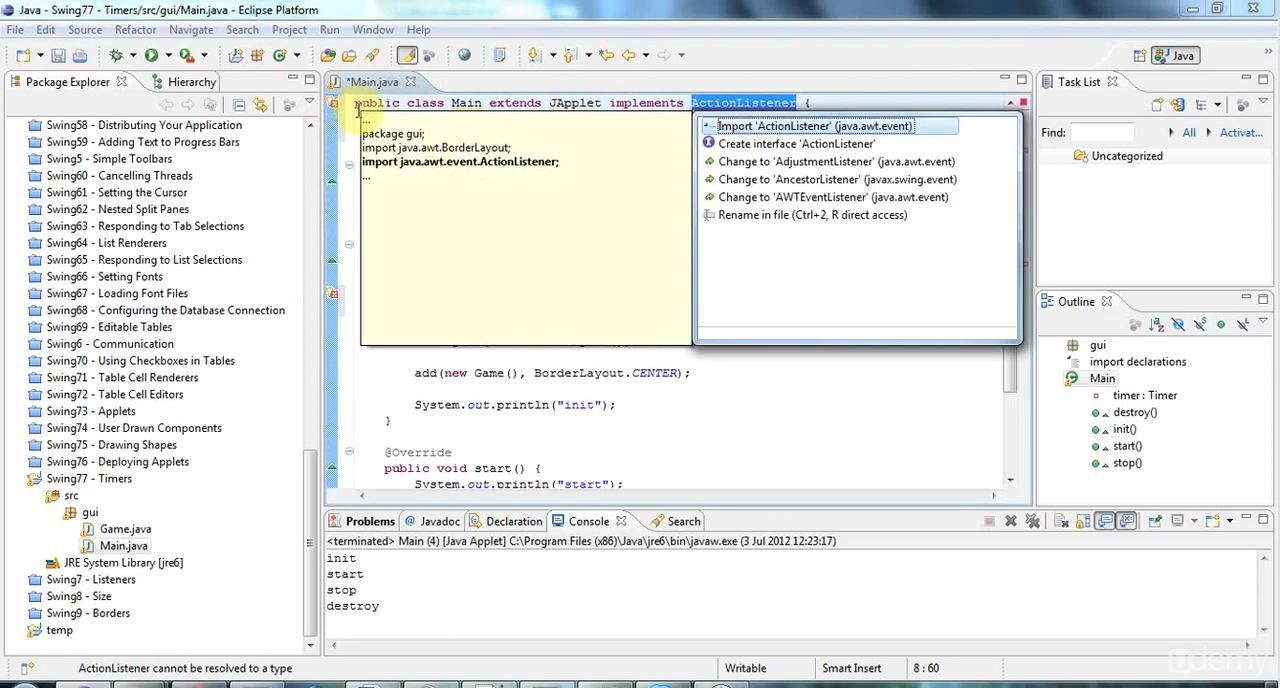 Java - Swing77 - Timers/src/gui/Main.java - Eclipse Platform
File Edit Source Refactor Navigate Search Project Run Window Help
Java
Package Explorer Hierarchy
Swing58 - Distributing Your Application
Swing59 - Adding Text to Progress Bars
Swing5 - Simple Toolbars
Swing60 - Cancelling Threads
Swing61 - Setting the Cursor
Swing62 - Nested Split Panes
Swing63 - Responding to Tab Selections
Swing64 - List Renderers
Swing65 - Responding to List Selections
Swing66 - Setting Fonts
Swing67 - Loading Font Files
Swing68 - Configuring the Database Connection
Swing69 - Editable Tables
Swing6 - Communication
Swing70 - Using Checkboxes in Tables
Swing71 - Table Cell Renderers
Swing72 - Table Cell Editors
Swing73 - Applets
Swing74 - User Drawn Components
Swing75 - Drawing Shapes
Swing76 - Deploying Applets
Swing77 - Timers
src
gui
Game.java
Main.java
JRE System Library [jre6]
Swing7 - Listeners
Swing8 - Size
Swing9 - Borders
temp
*Main.java
public class Main extends JApplet implements ActionListener {
...
package gui;
import java.awt.BorderLayout;
import java.awt.event.ActionListener;
...
Import 'ActionListener' (java.awt.event)
Create interface 'ActionListener'
Change to 'AdjustmentListener' (java.awt.event)
Change to 'AncestorListener' (javax.swing.event)
Change to 'AWTEventListener' (java.awt.event)
Rename in file (Ctrl+2, R direct access)
add(new Game(), BorderLayout.CENTER);
System.out.println("init");
}
@Override
public void start() {
System.out.println("start");
Task List
Find: All Activat...
Uncategorized
Outline
gui
import declarations
Main
timer : Timer
destroy()
init()
start()
stop()
Problems Javadoc Declaration Console Search
<terminated> Main (4) [Java Applet] C:\Program Files (x86)\Java\jre6\bin\javaw.exe (3 Jul 2012 12:23:17)
init
start
stop
destroy
ActionListener cannot be resolved to a type Writable Smart Insert 8 : 60
udemy